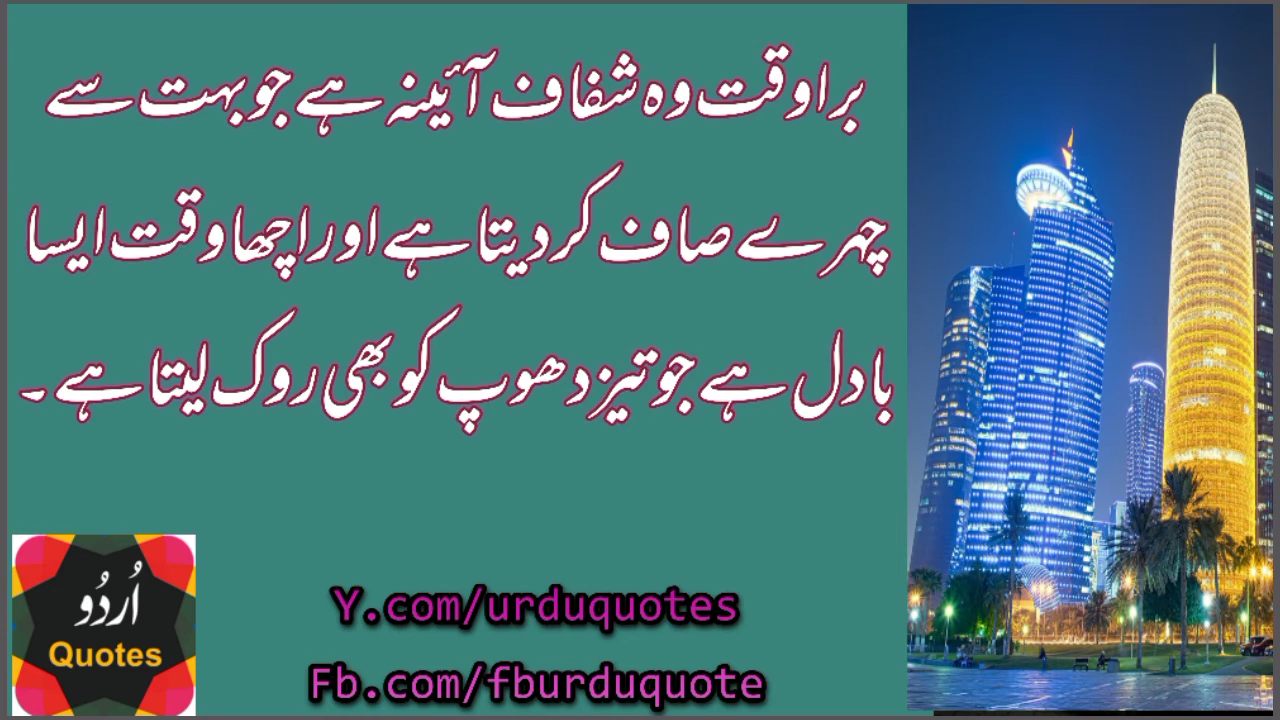 برا وقت وہ شفاف آئینہ ہے جو بہت سے
چہرے صاف کر دیتا ہے اور اچھا وقت ایسا
بادل ہے جو تیز دھوپ کو بھی روک لیتا ہے ۔
اُردُو
Quotes
Y.com/urduquotes
Fb.com/fburduquote